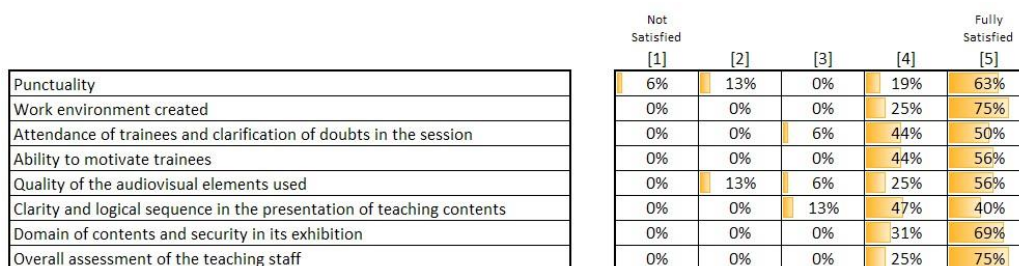 Not Fully
Satisfied Satisfied
[1] [2] [3] [4] [5]
Punctuality 6% 13% 0% 19% 63%
Work environment created 0% 0% 0% 25% 75%
Attendance of trainees and clarification of doubts in the session 0% 0% 6% 44% 50%
Ability to motivate trainees 0% 0% 0% 44% 56%
Quality of the audiovisual elements used 0% 13% 6% 25% 56%
Clarity and logical sequence in the presentation of teaching contents 0% 0% 13% 47% 40%
Domain of contents and security in its exhibition 0% 0% 0% 31% 69%
Overall assessment of the teaching staff 0% 0% 0% 25% 75%